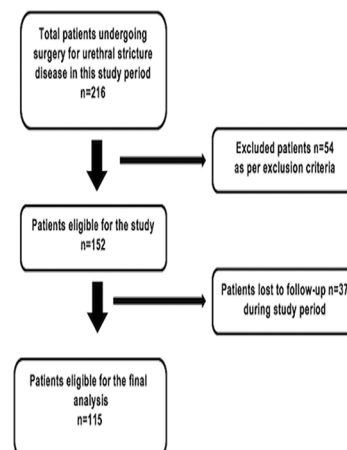 Total patients undergoing
surgery for urethral stricture
disease in this study period
n=216
Excluded patients n=54
as per exclusion criteria
Patients eligible for the study
n=152
Patients lost to follow-up n=37
during study period
Patients eligible for the final
analysis
n=115